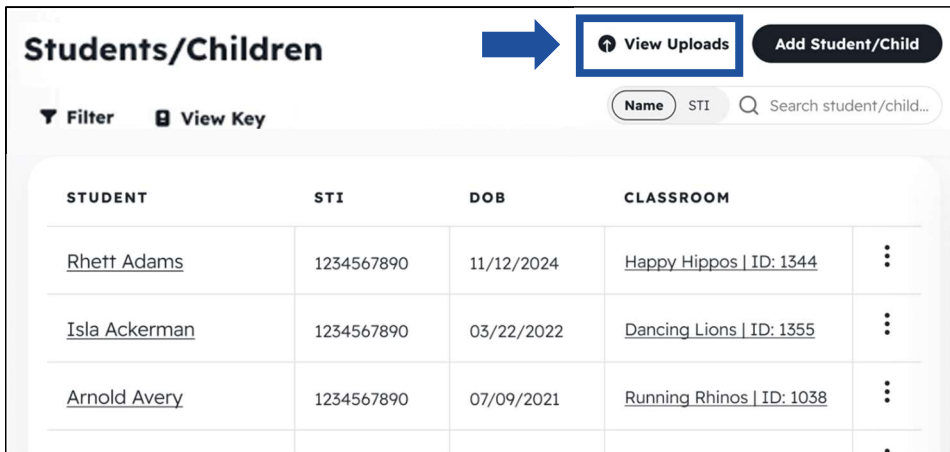 Students/Children
View Uploads
Add Student/Child
Filter
View Key
Name
STI
Search student/child...
STUDENT STI DOB CLASSROOM
Rhett Adams 1234567890 11/12/2024 Happy Hippos | ID: 1344
Isla Ackerman 1234567890 03/22/2022 Dancing Lions | ID: 1355
Arnold Avery 1234567890 07/09/2021 Running Rhinos | ID: 1038